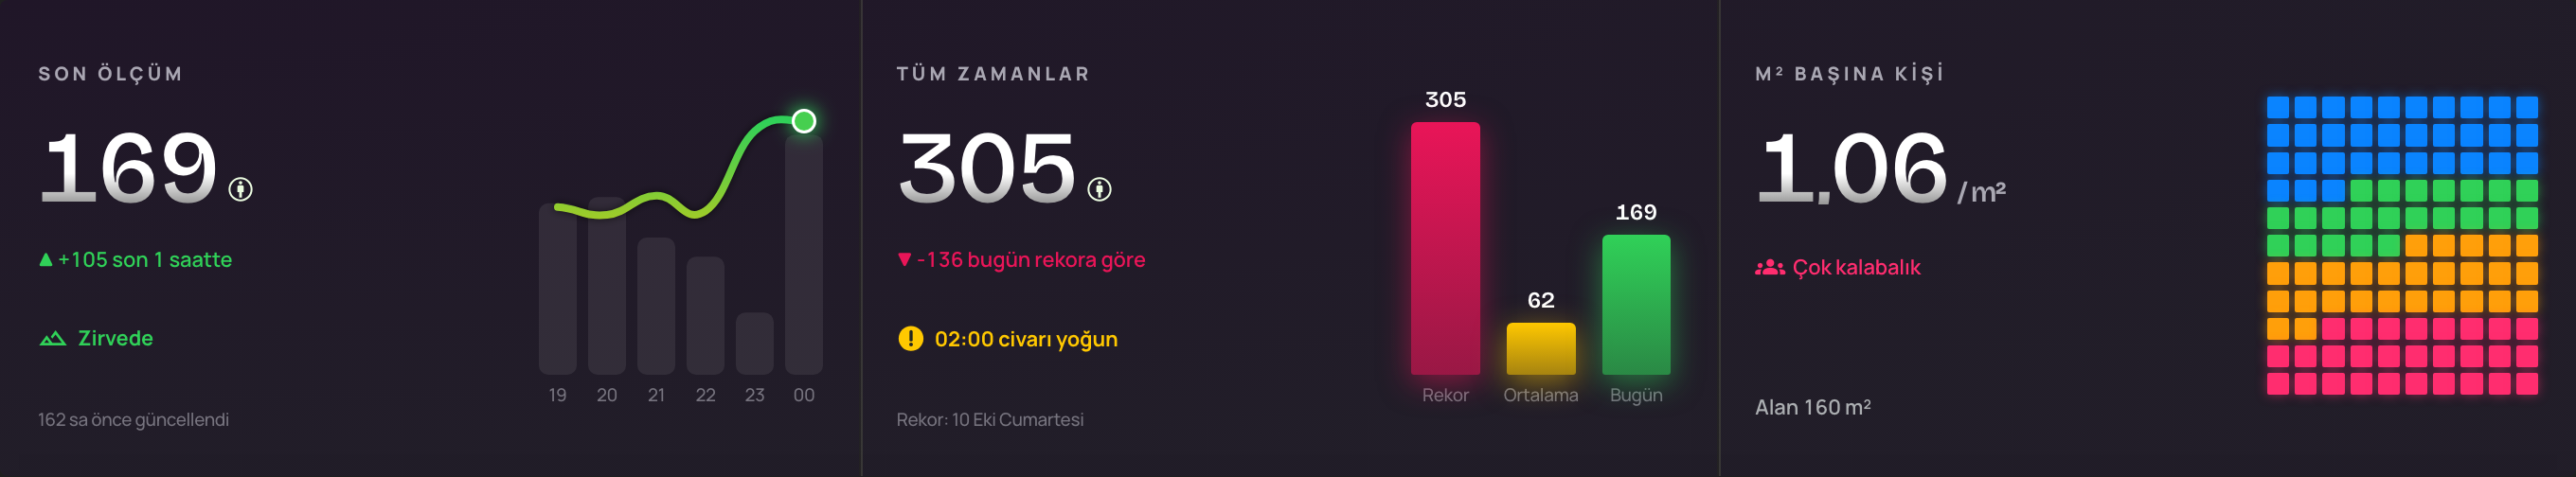 SON ÖLÇÜM
169
+105 son 1 saatte
Zirvede
162 sa önce güncellendi
19 20 21 22 23 00
TÜM ZAMANLAR
305
-136 bugün rekora göre
02:00 civarı yoğun
Rekor: 10 Eki Cumartesi
305
62
169
Rekor Ortalama Bugün
M² BAŞINA KİŞİ
1,06 /m²
Çok kalabalık
Alan 160 m²